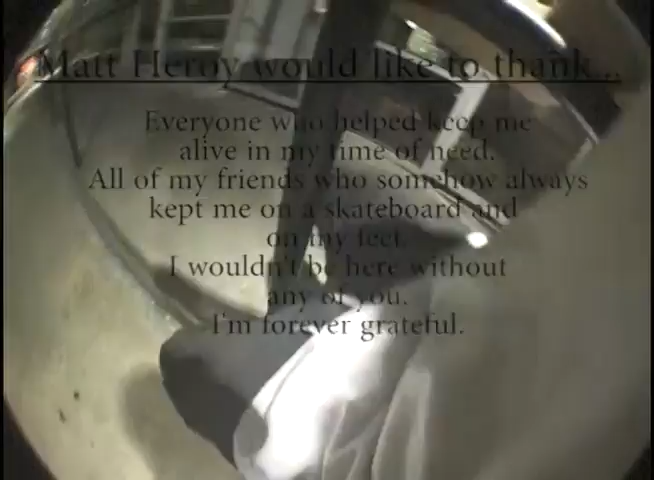 Matt Heroy would like to thank...
Everyone who helped keep me
alive in my time of need.
All of my friends who somehow always
kept me on a skateboard and
on my feet.
I wouldn't be here without
any of you.
I'm forever grateful.